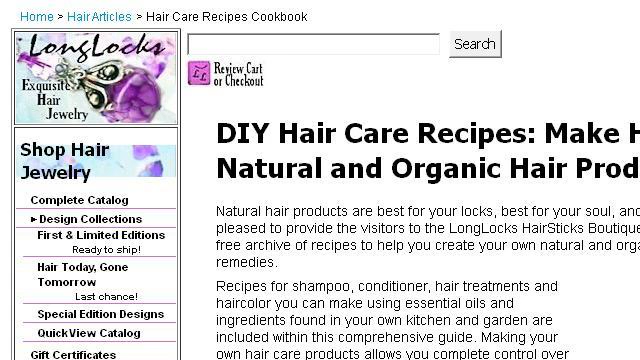 Home > Hair Articles > Hair Care Recipes Cookbook
LongLocks
Exquisite
Hair
Jewelry
Search
Review Cart
or Checkout
Shop Hair
Jewelry
Complete Catalog
▸ Design Collections
First & Limited Editions
Ready to ship!
Hair Today, Gone
Tomorrow
Last chance!
Special Edition Designs
QuickView Catalog
Gift Certificates
DIY Hair Care Recipes: Make H
Natural and Organic Hair Prod
Natural hair products are best for your locks, best for your soul, and
pleased to provide the visitors to the LongLocks HairSticks Boutique
free archive of recipes to help you create your own natural and orga
remedies.
Recipes for shampoo, conditioner, hair treatments and
haircolor you can make using essential oils and
ingredients found in your own kitchen and garden are
included within this comprehensive guide. Making your
own hair care products allows you complete control over